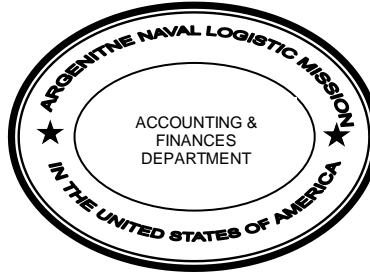 ARGENITNE NAVAL LOGISTIC MISSION
ACCOUNTING &
FINANCES
DEPARTMENT
IN THE UNITED STATES OF AMERICA